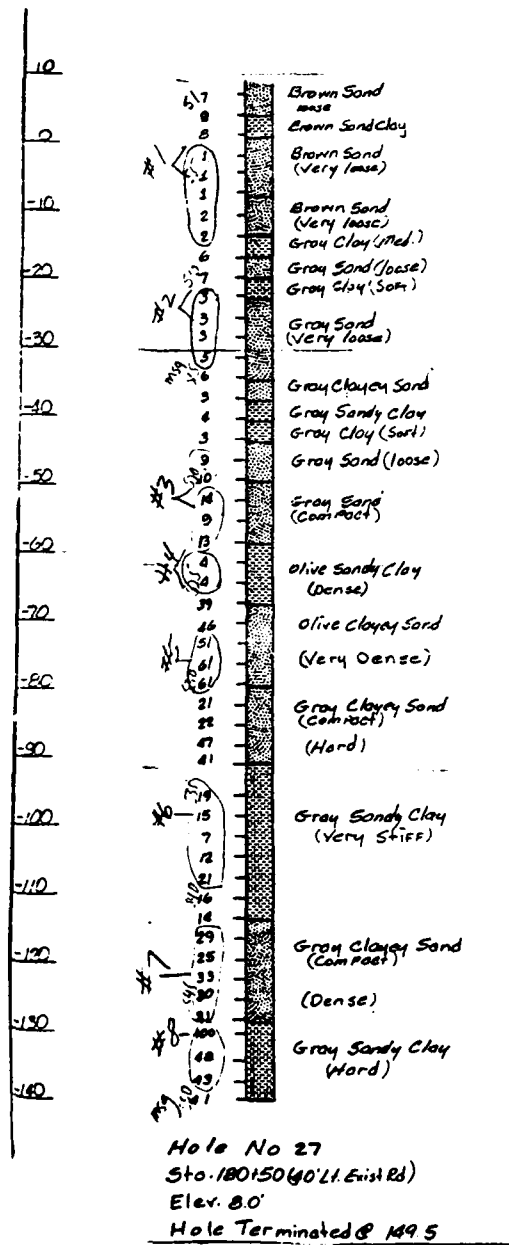 10
7
Brown Sand
loose
8
Brown Sand Clay
0
8
#1
1
Brown Sand
(Very loose)
1
1
-10
2
Brown Sand
(Very loose)
2
Gray Clay (Med.)
6
Gray Sand (loose)
-20
7
Gray Clay (Soft)
#2
3
3
Gray Sand
(Very loose)
-30
3
5
msg
6
3
Gray Clayey Sand
-40
4
Gray Sandy Clay
3
Gray Clay (Soft)
9
Gray Sand (loose)
-50
10
#3
14
Gray Sand
(Compact)
9
-60
13
#4
4
Olive Sandy Clay
(Dense)
4
39
-70
46
Olive Clayey Sand
51
61
(Very Dense)
-80
61
21
Gray Clayey Sand
(Compact)
22
-90
47
(Hard)
41
19
-100
#6
15
Gray Sandy Clay
(Very Stiff)
7
12
-110
21
16
14
29
-120
25
Gray Clayey Sand
(Compact)
#7
33
30
(Dense)
-130
31
#8
100
48
Gray Sandy Clay
(Hard)
-140
43
msg
Hole No 27
Sta. 180+50 (40' Lt. Exist Rd)
Elev. 8.0'
Hole Terminated @ 149.5